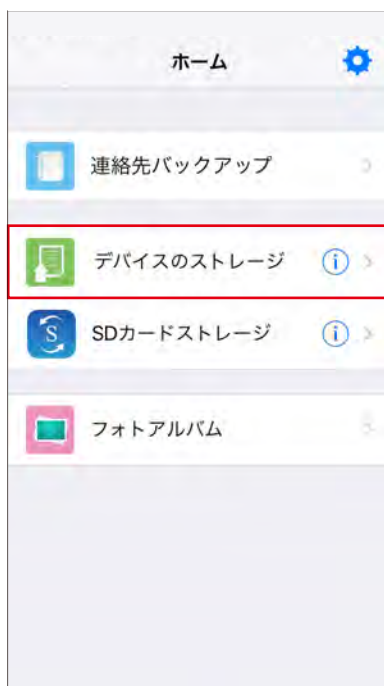 ホーム
連絡先バックアップ
デバイスのストレージ
SDカードストレージ
フォトアルバム